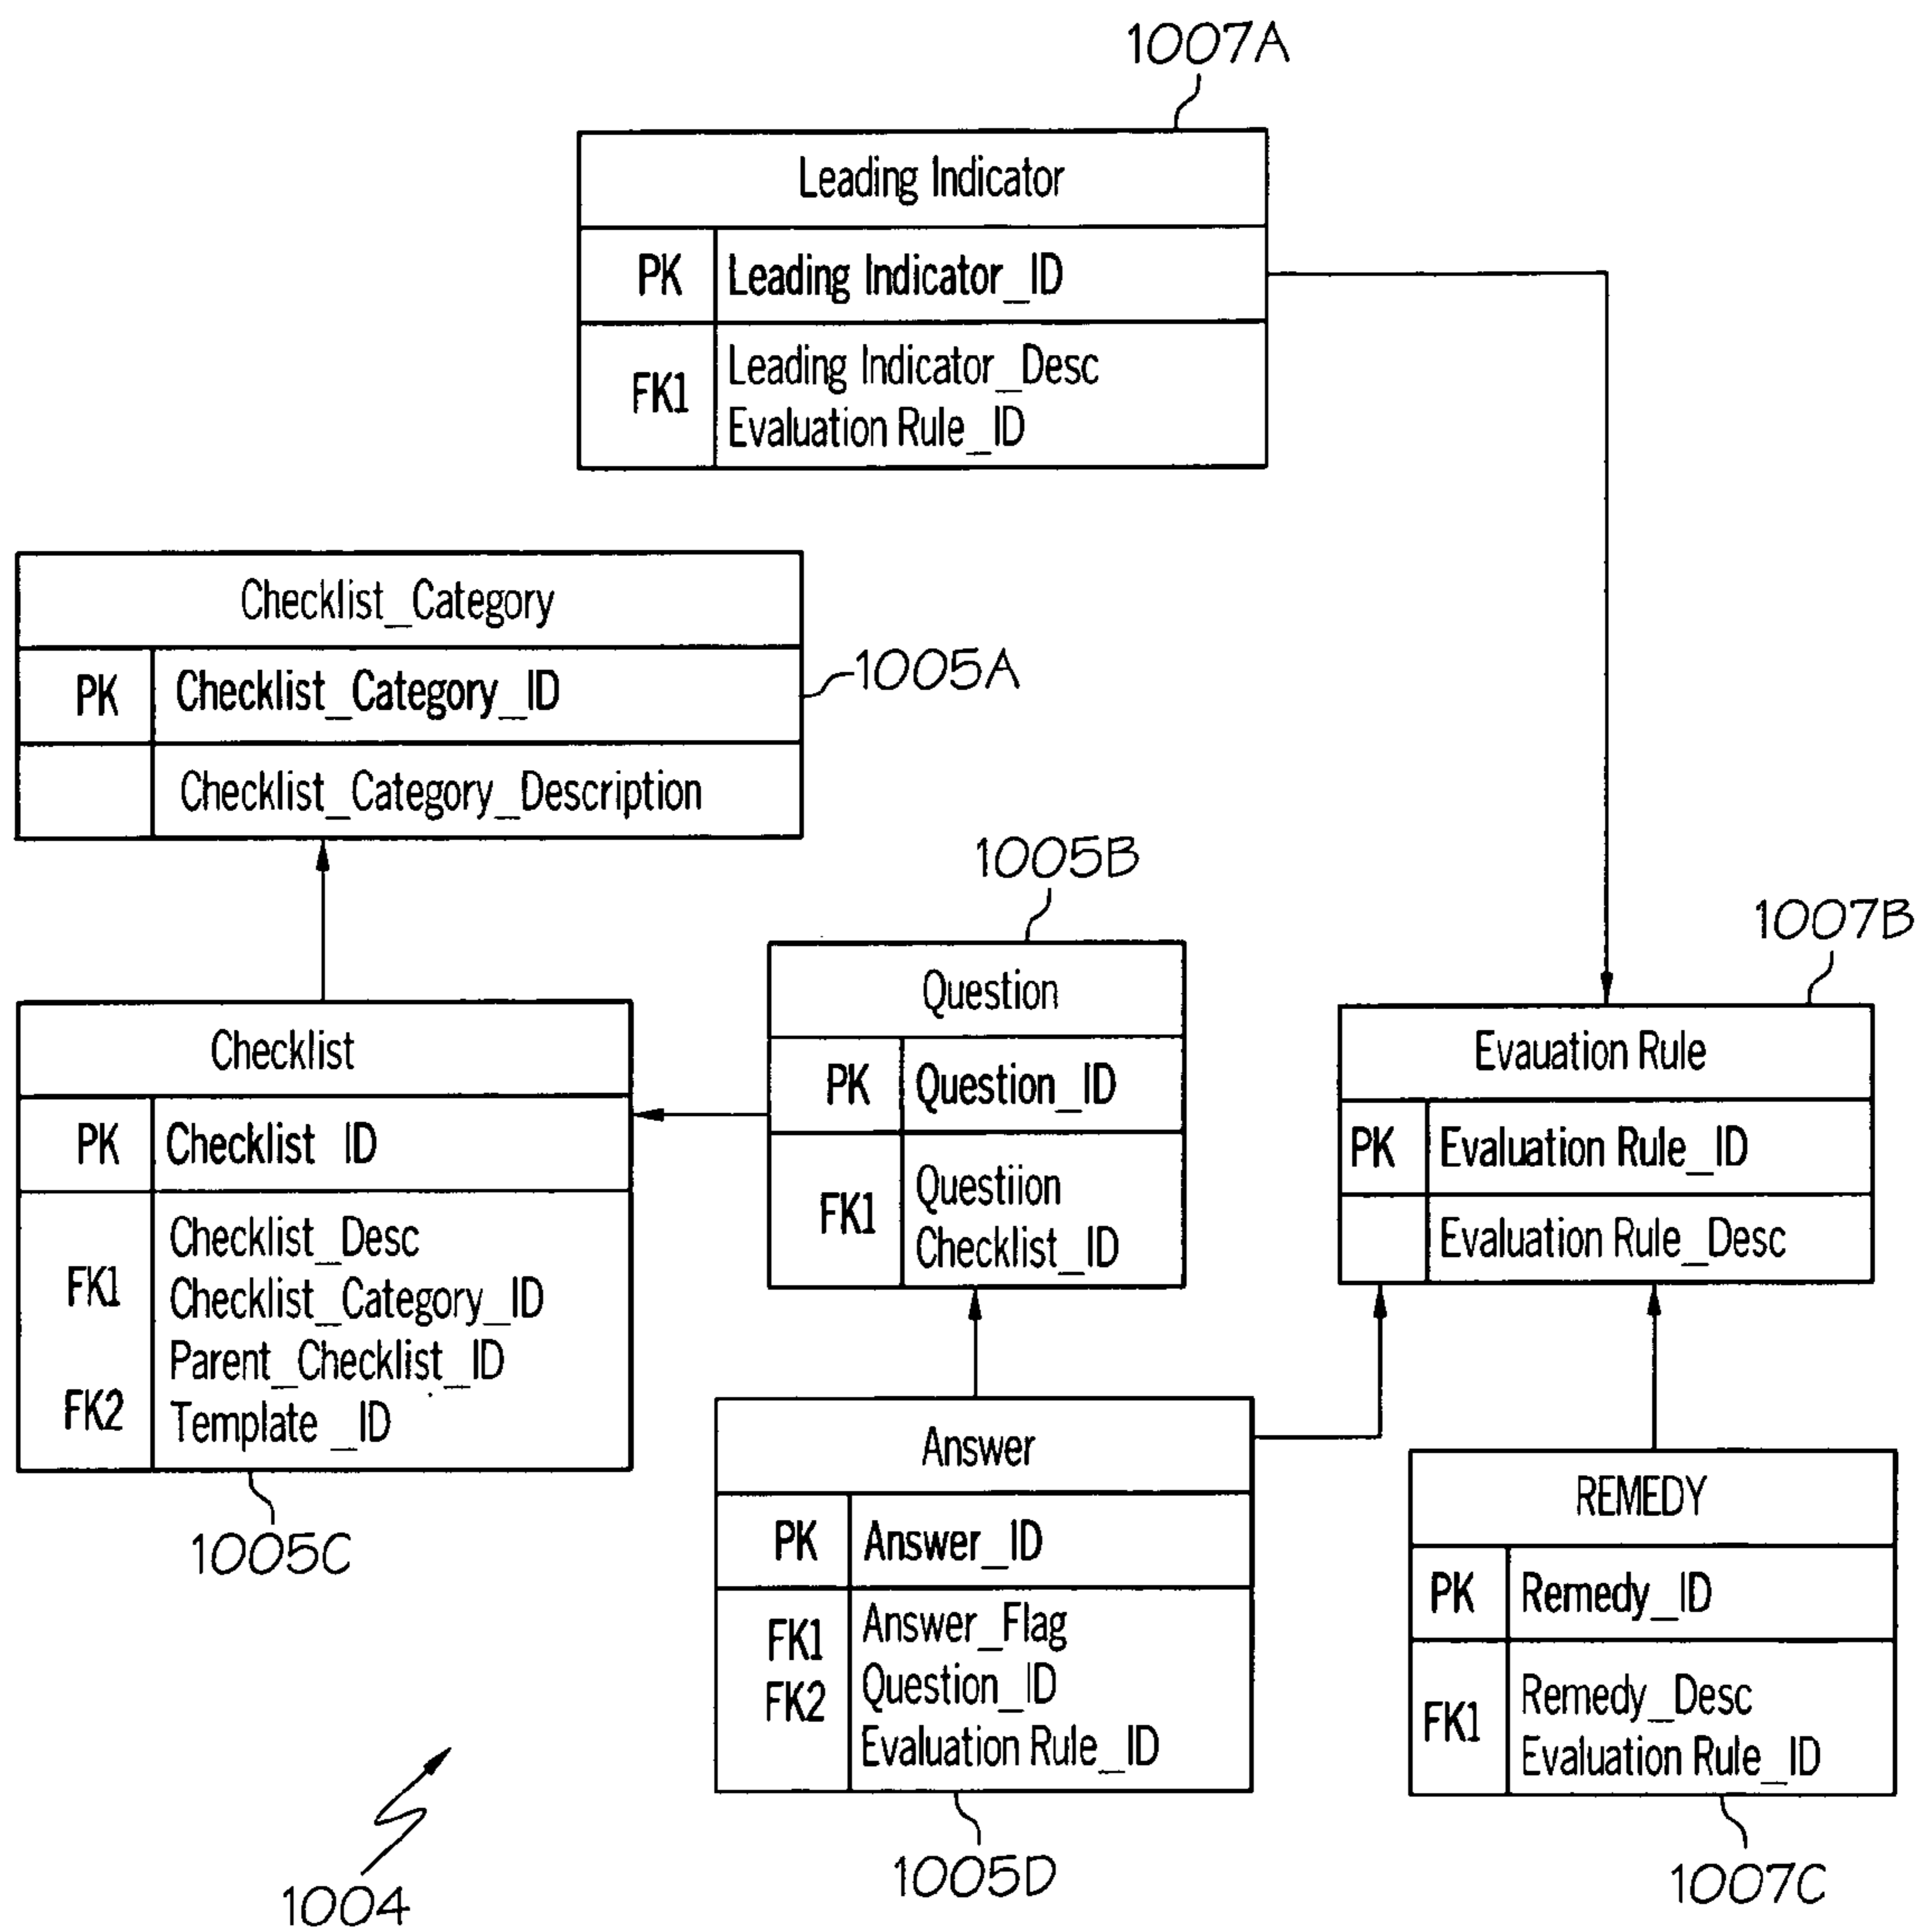 1007A
Leading Indicator
PK Leading Indicator_ID
Leading Indicator_Desc
FK1
Evaluation Rule_ID
Checklist_Category
PK Checklist_Category_ID
1005A
Checklist_Category_Description
1005B
1007B
Question
PK Question_ID
Questiion
FK1
Checklist_ID
Evauation Rule
PK Evaluation Rule_ID
Evaluation Rule_Desc
Checklist
PK Checklist ID
Checklist_Desc
FK1 Checklist_Category_ID
Parent_Checklist_ID
FK2 Template _ID
1005C
Answer
PK Answer_ID
FK1 Answer_Flag
FK2 Question_ID
Evaluation Rule_ID
1005D
REMEDY
PK Remedy_ID
Remedy_Desc
FK1
Evaluation Rule_ID
1007C
1004